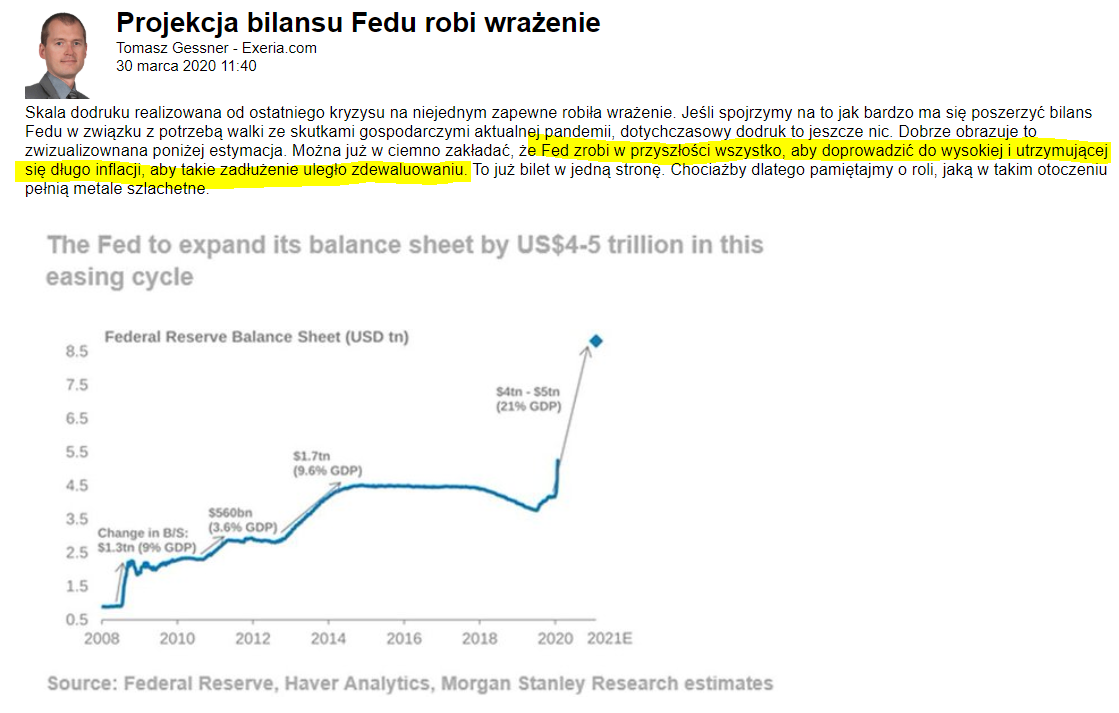 Projekcja bilansu Fedu robi wrażenie
Tomasz Gessner - Exeria.com
30 marca 2020 11:40
Skala dodruku realizowana od ostatniego kryzysu na niejednym zapewne robiła wrażenie. Jeśli spojrzymy na to jak bardzo ma się poszerzyć bilans
Fedu w związku z potrzebą walki ze skutkami gospodarczymi aktualnej pandemii, dotychczasowy dodruk to jeszcze nic. Dobrze obrazuje to
zwizualizownana poniżej estymacja. Można już w ciemno zakładać, że Fed zrobi w przyszłości wszystko, aby doprowadzić do wysokiej i utrzymującej
się długo inflacji, aby takie zadłużenie uległo zdewaluowaniu. To już bilet w jedną stronę. Chociażby dlatego pamiętajmy o roli, jaką w takim otoczeniu
pełnią metale szlachetne.
The Fed to expand its balance sheet by US$4-5 trillion in this
easing cycle
Federal Reserve Balance Sheet (USD tn)
8.5
7.5
6.5
5.5
4.5
3.5
2.5
1.5
0.5
$4tn - $5tn
(21% GDP)
$1.7tn
(9.6% GDP)
$560bn
(3.6% GDP)
Change in B/S:
$1.3tn (9% GDP)
2008 2010 2012 2014 2016 2018 2020 2021E
Source: Federal Reserve, Haver Analytics, Morgan Stanley Research estimates